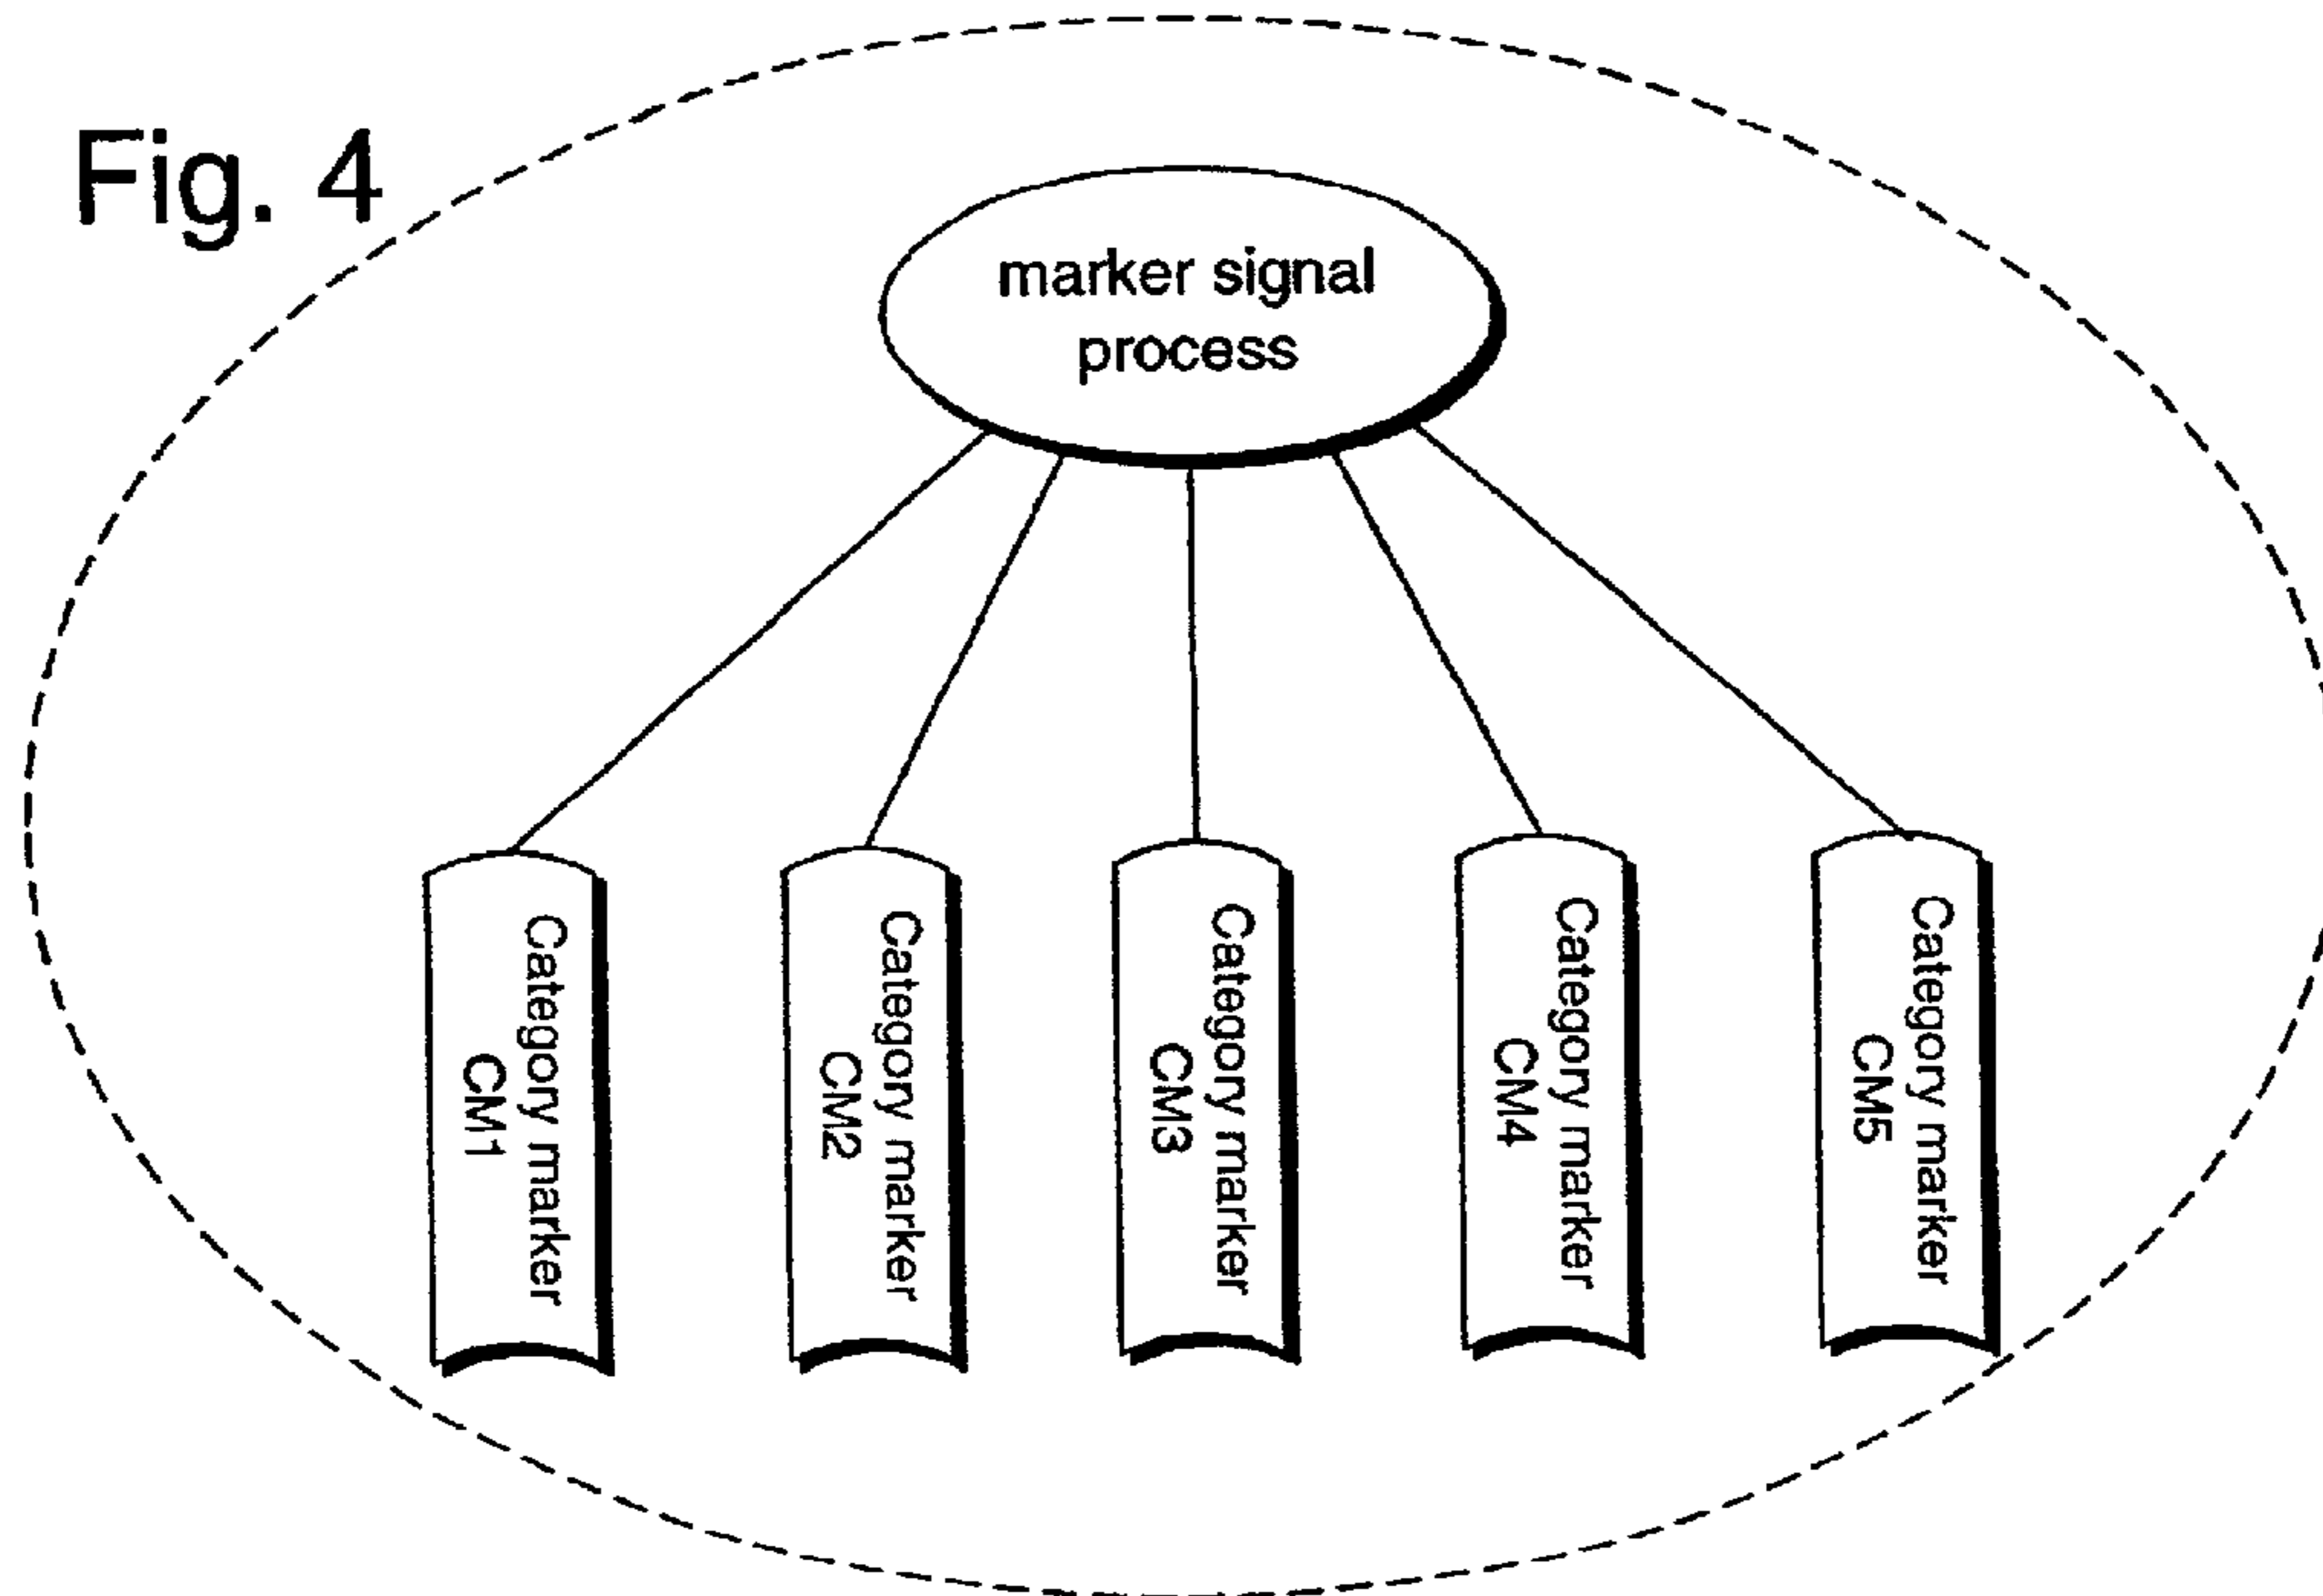 Fig. 4
marker signal
process
Category marker
CM1
Category marker
CM2
Category marker
CM3
Category marker
CM4
Category marker
CM5